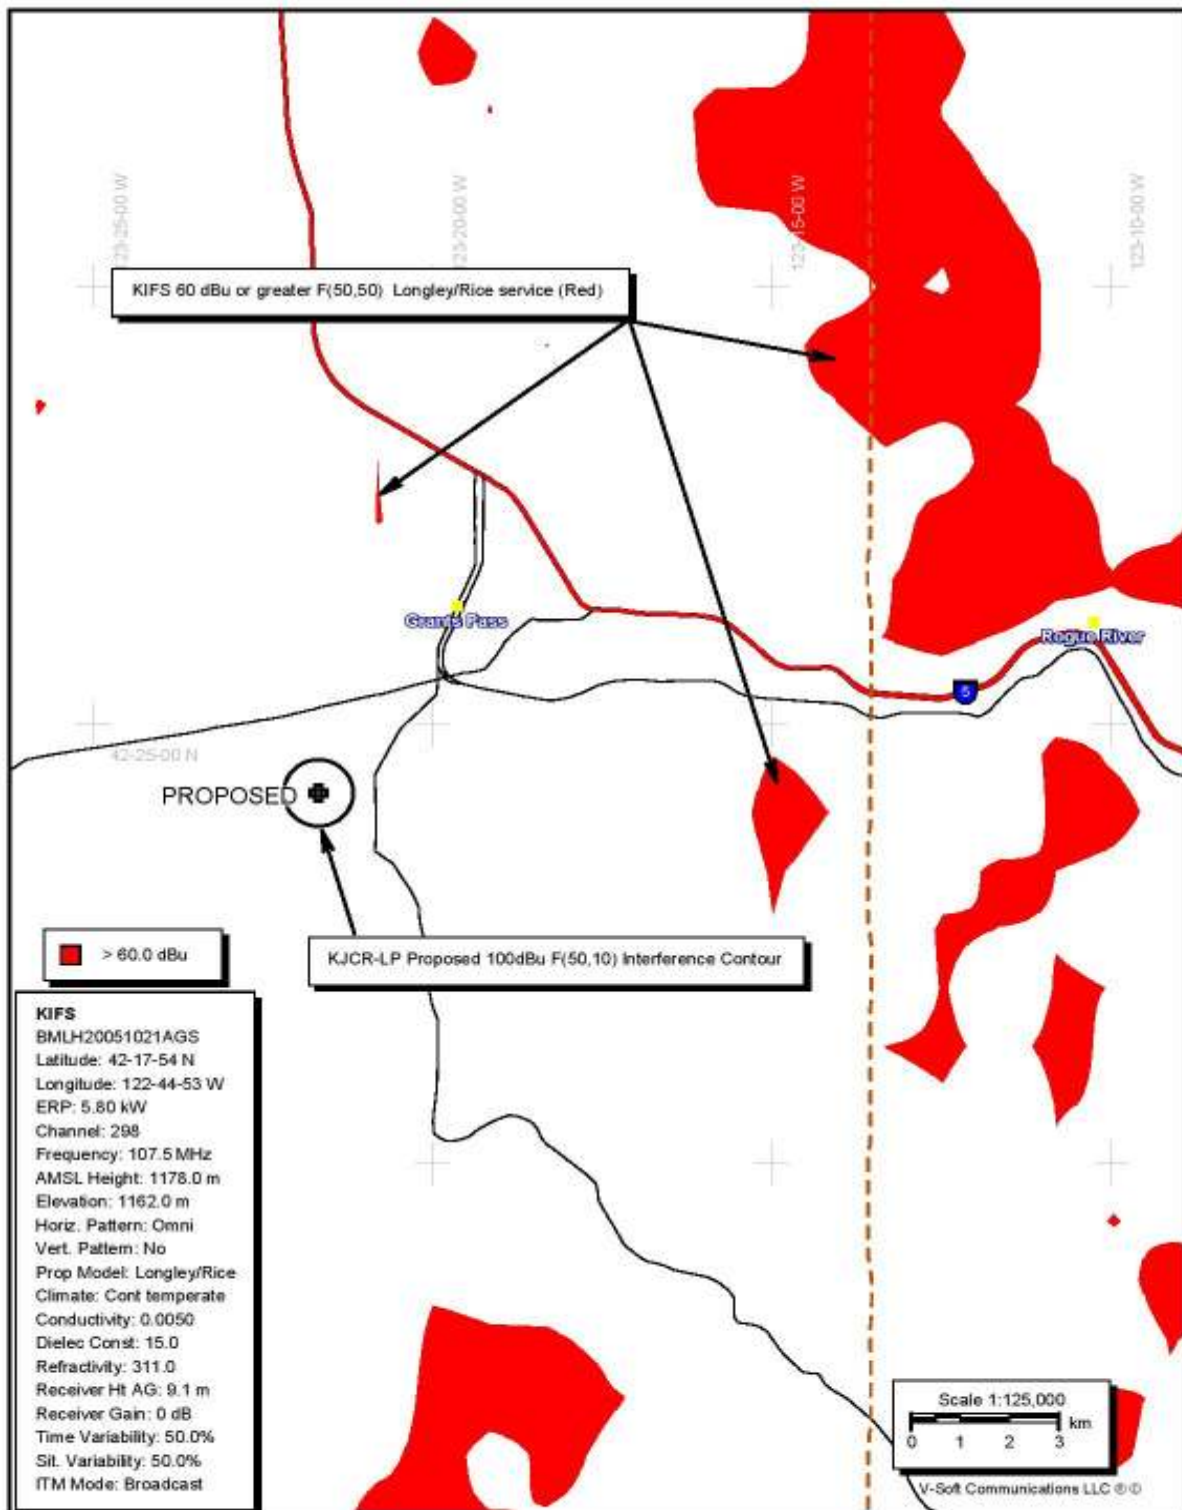 123-25-00 W
123-20-00 W
123-15-00 W
123-10-00 W
KIFS 60 dBu or greater F(50,50) Longley/Rice service (Red)
Grants Pass
Rogue River
5
42-25-00 N
PROPOSED
> 60.0 dBu
KJCR-LP Proposed 100dBu F(50,10) Interference Contour
KIFS
BMLH20051021AGS
Latitude: 42-17-54 N
Longitude: 122-44-53 W
ERP: 5.80 kW
Channel: 298
Frequency: 107.5 MHz
AMSL Height: 1178.0 m
Elevation: 1162.0 m
Horiz. Pattern: Omni
Vert. Pattern: No
Prop Model: Longley/Rice
Climate: Cont temperate
Conductivity: 0.0050
Dielec Const: 15.0
Refractivity: 311.0
Receiver Ht AG: 9.1 m
Receiver Gain: 0 dB
Time Variability: 50.0%
Sit. Variability: 50.0%
ITM Mode: Broadcast
Scale 1:125,000
km
0 1 2 3
V-Soft Communications LLC ® ©